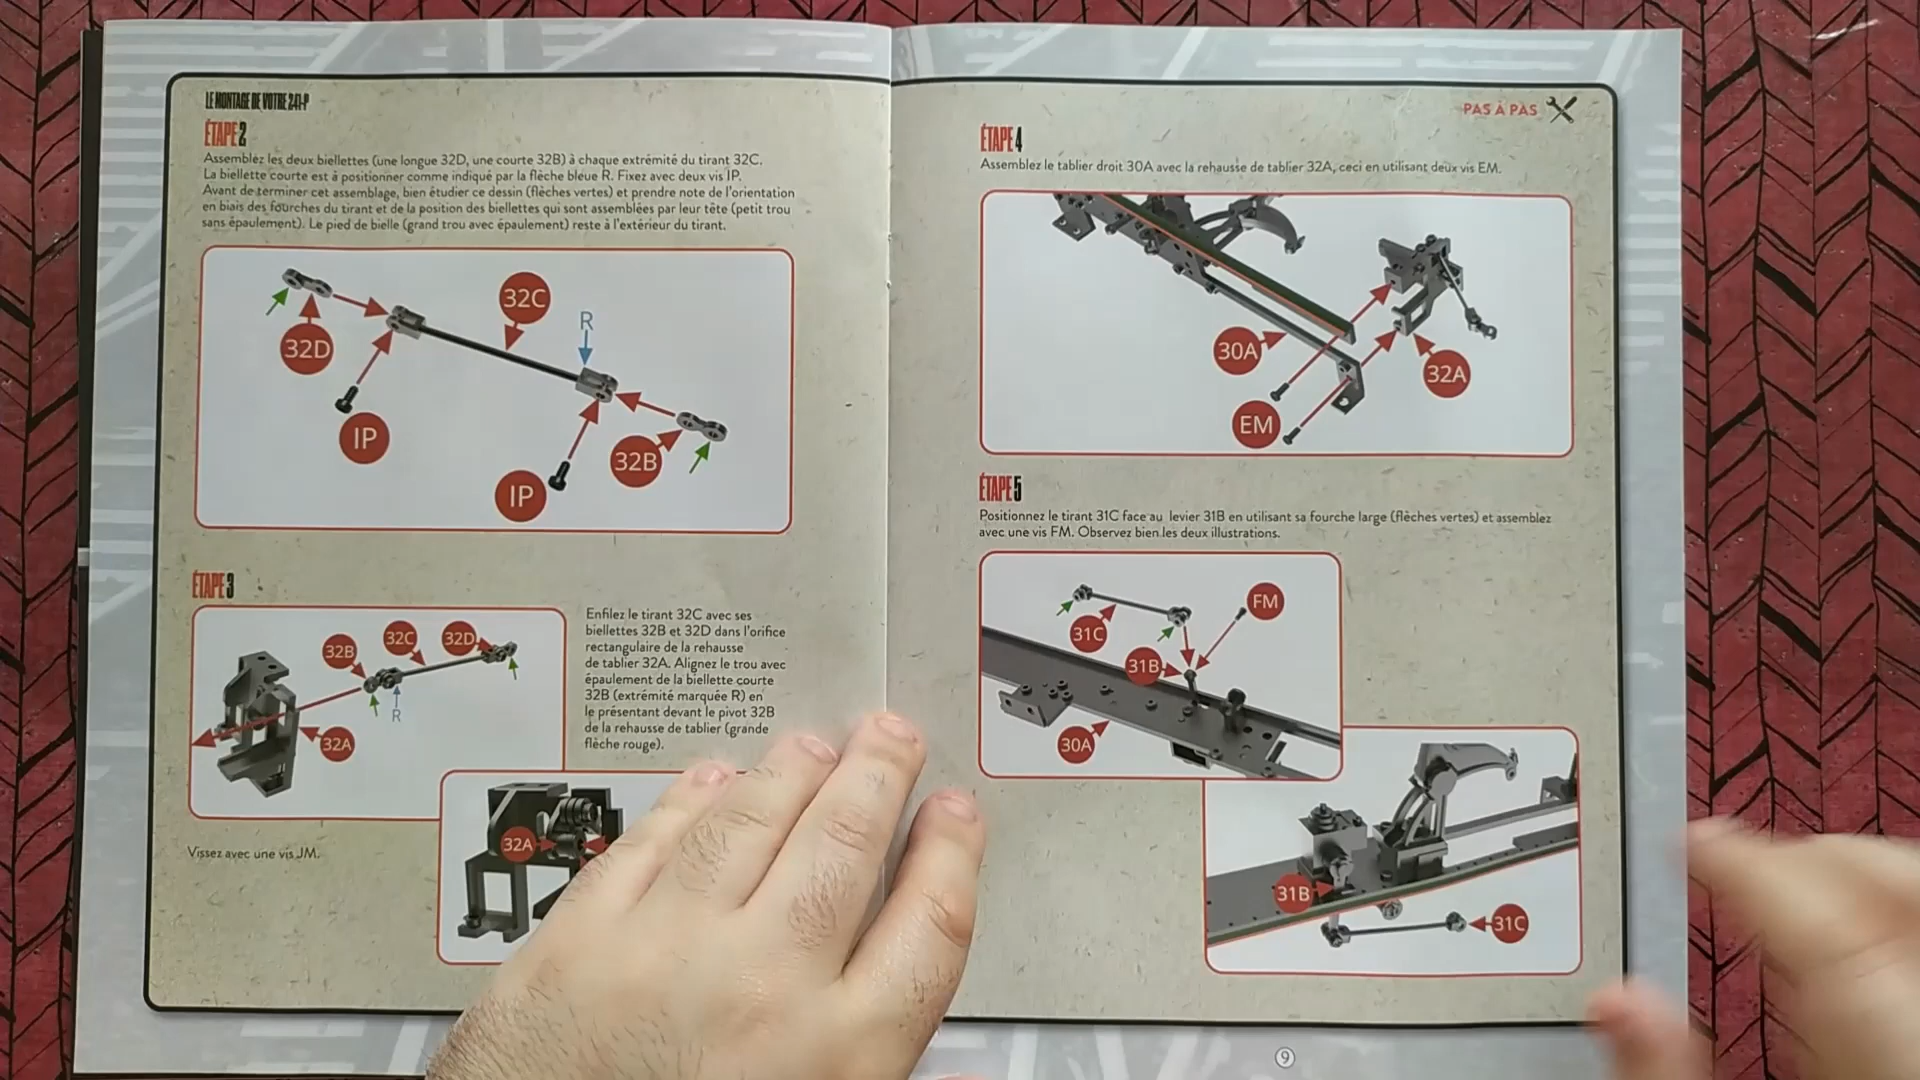 LE MONTAGE DE VOTRE 241-P
ÉTAPE 2
Assemblez les deux biellettes (une longue 32D, une courte 32B) à chaque extrémité du tirant 32C.
La biellette courte est à positionner comme indiqué par la flèche bleue R. Fixez avec deux vis IP.
Avant de terminer cet assemblage, bien étudier ce dessin (flèches vertes) et prendre note de l'orientation
en biais des fourches du tirant et de la position des biellettes qui sont assemblées par leur tête (petit trou
sans épaulement). Le pied de bielle (grand trou avec épaulement) reste à l'extérieur du tirant.
32C
R
32D
IP
32B
IP
ÉTAPE 3
32B
32C
32D
R
32A
Enfilez le tirant 32C avec ses
biellettes 32B et 32D dans l'orifice
rectangulaire de la rehausse
de tablier 32A. Alignez le trou avec
épaulement de la biellette courte
32B (extrémité marquée R) en
le présentant devant le pivot 32B
de la rehausse de tablier (grande
flèche rouge).
32A
Vissez avec une vis JM.
PAS À PAS
ÉTAPE 4
Assemblez le tablier droit 30A avec la rehausse de tablier 32A, ceci en utilisant deux vis EM.
30A
32A
EM
ÉTAPE 5
Positionnez le tirant 31C face au levier 31B en utilisant sa fourche large (flèches vertes) et assemblez
avec une vis FM. Observez bien les deux illustrations.
FM
31C
31B
30A
31B
31C
9